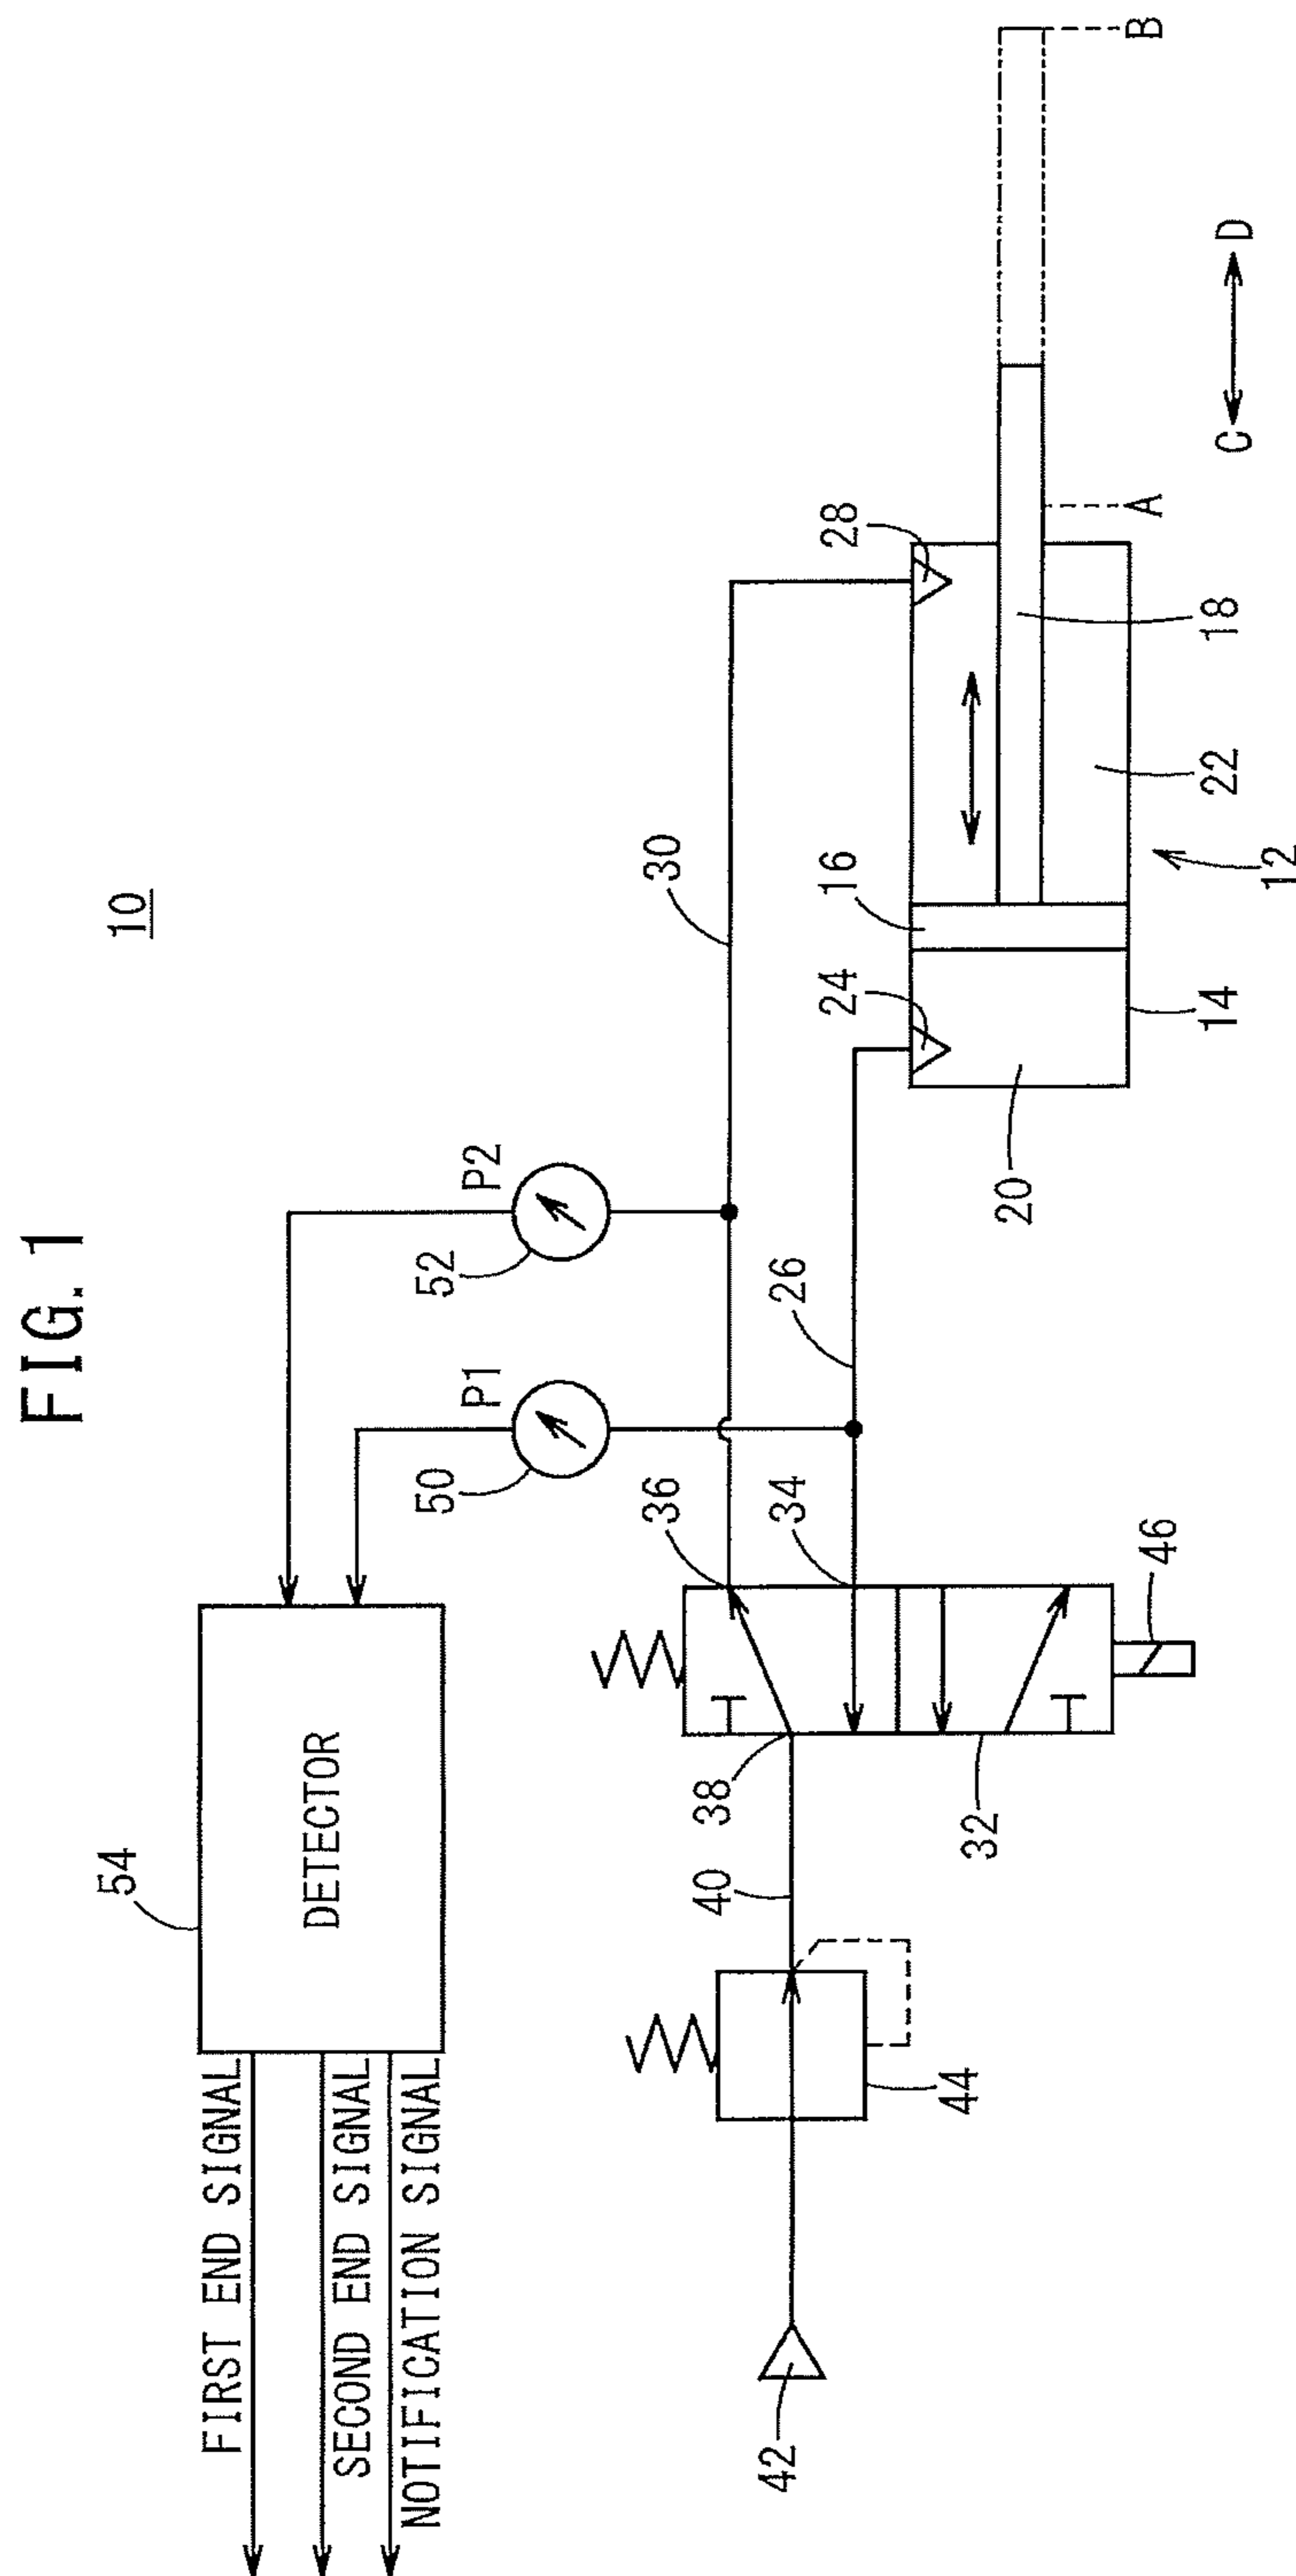 FIG. 1
10
54
DETECTOR
FIRST END SIGNAL
SECOND END SIGNAL
NOTIFICATION SIGNAL
50
P1
52
P2
42
44
40
38
36
34
32
46
26
30
24
16
28
20
14
12
22
18
A
B
C
D